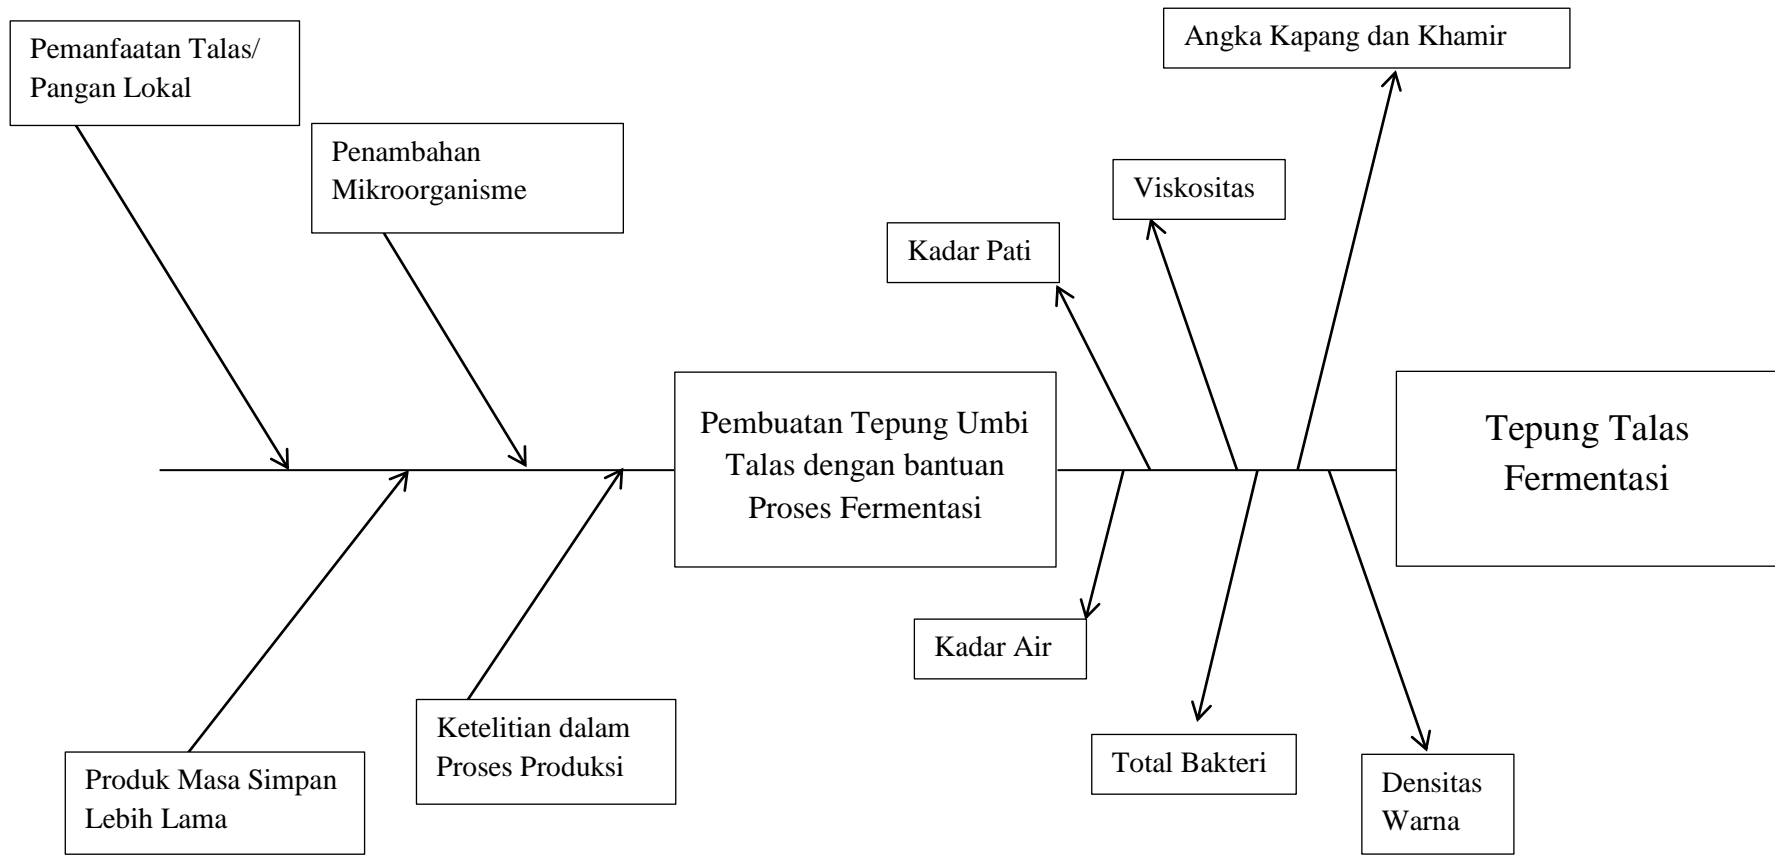 Pemanfaatan Talas/
Pangan Lokal
Penambahan
Mikroorganisme
Angka Kapang dan Khamir
Viskositas
Kadar Pati
Pembuatan Tepung Umbi
Talas dengan bantuan
Proses Fermentasi
Tepung Talas
Fermentasi
Kadar Air
Ketelitian dalam
Proses Produksi
Produk Masa Simpan
Lebih Lama
Total Bakteri
Densitas
Warna